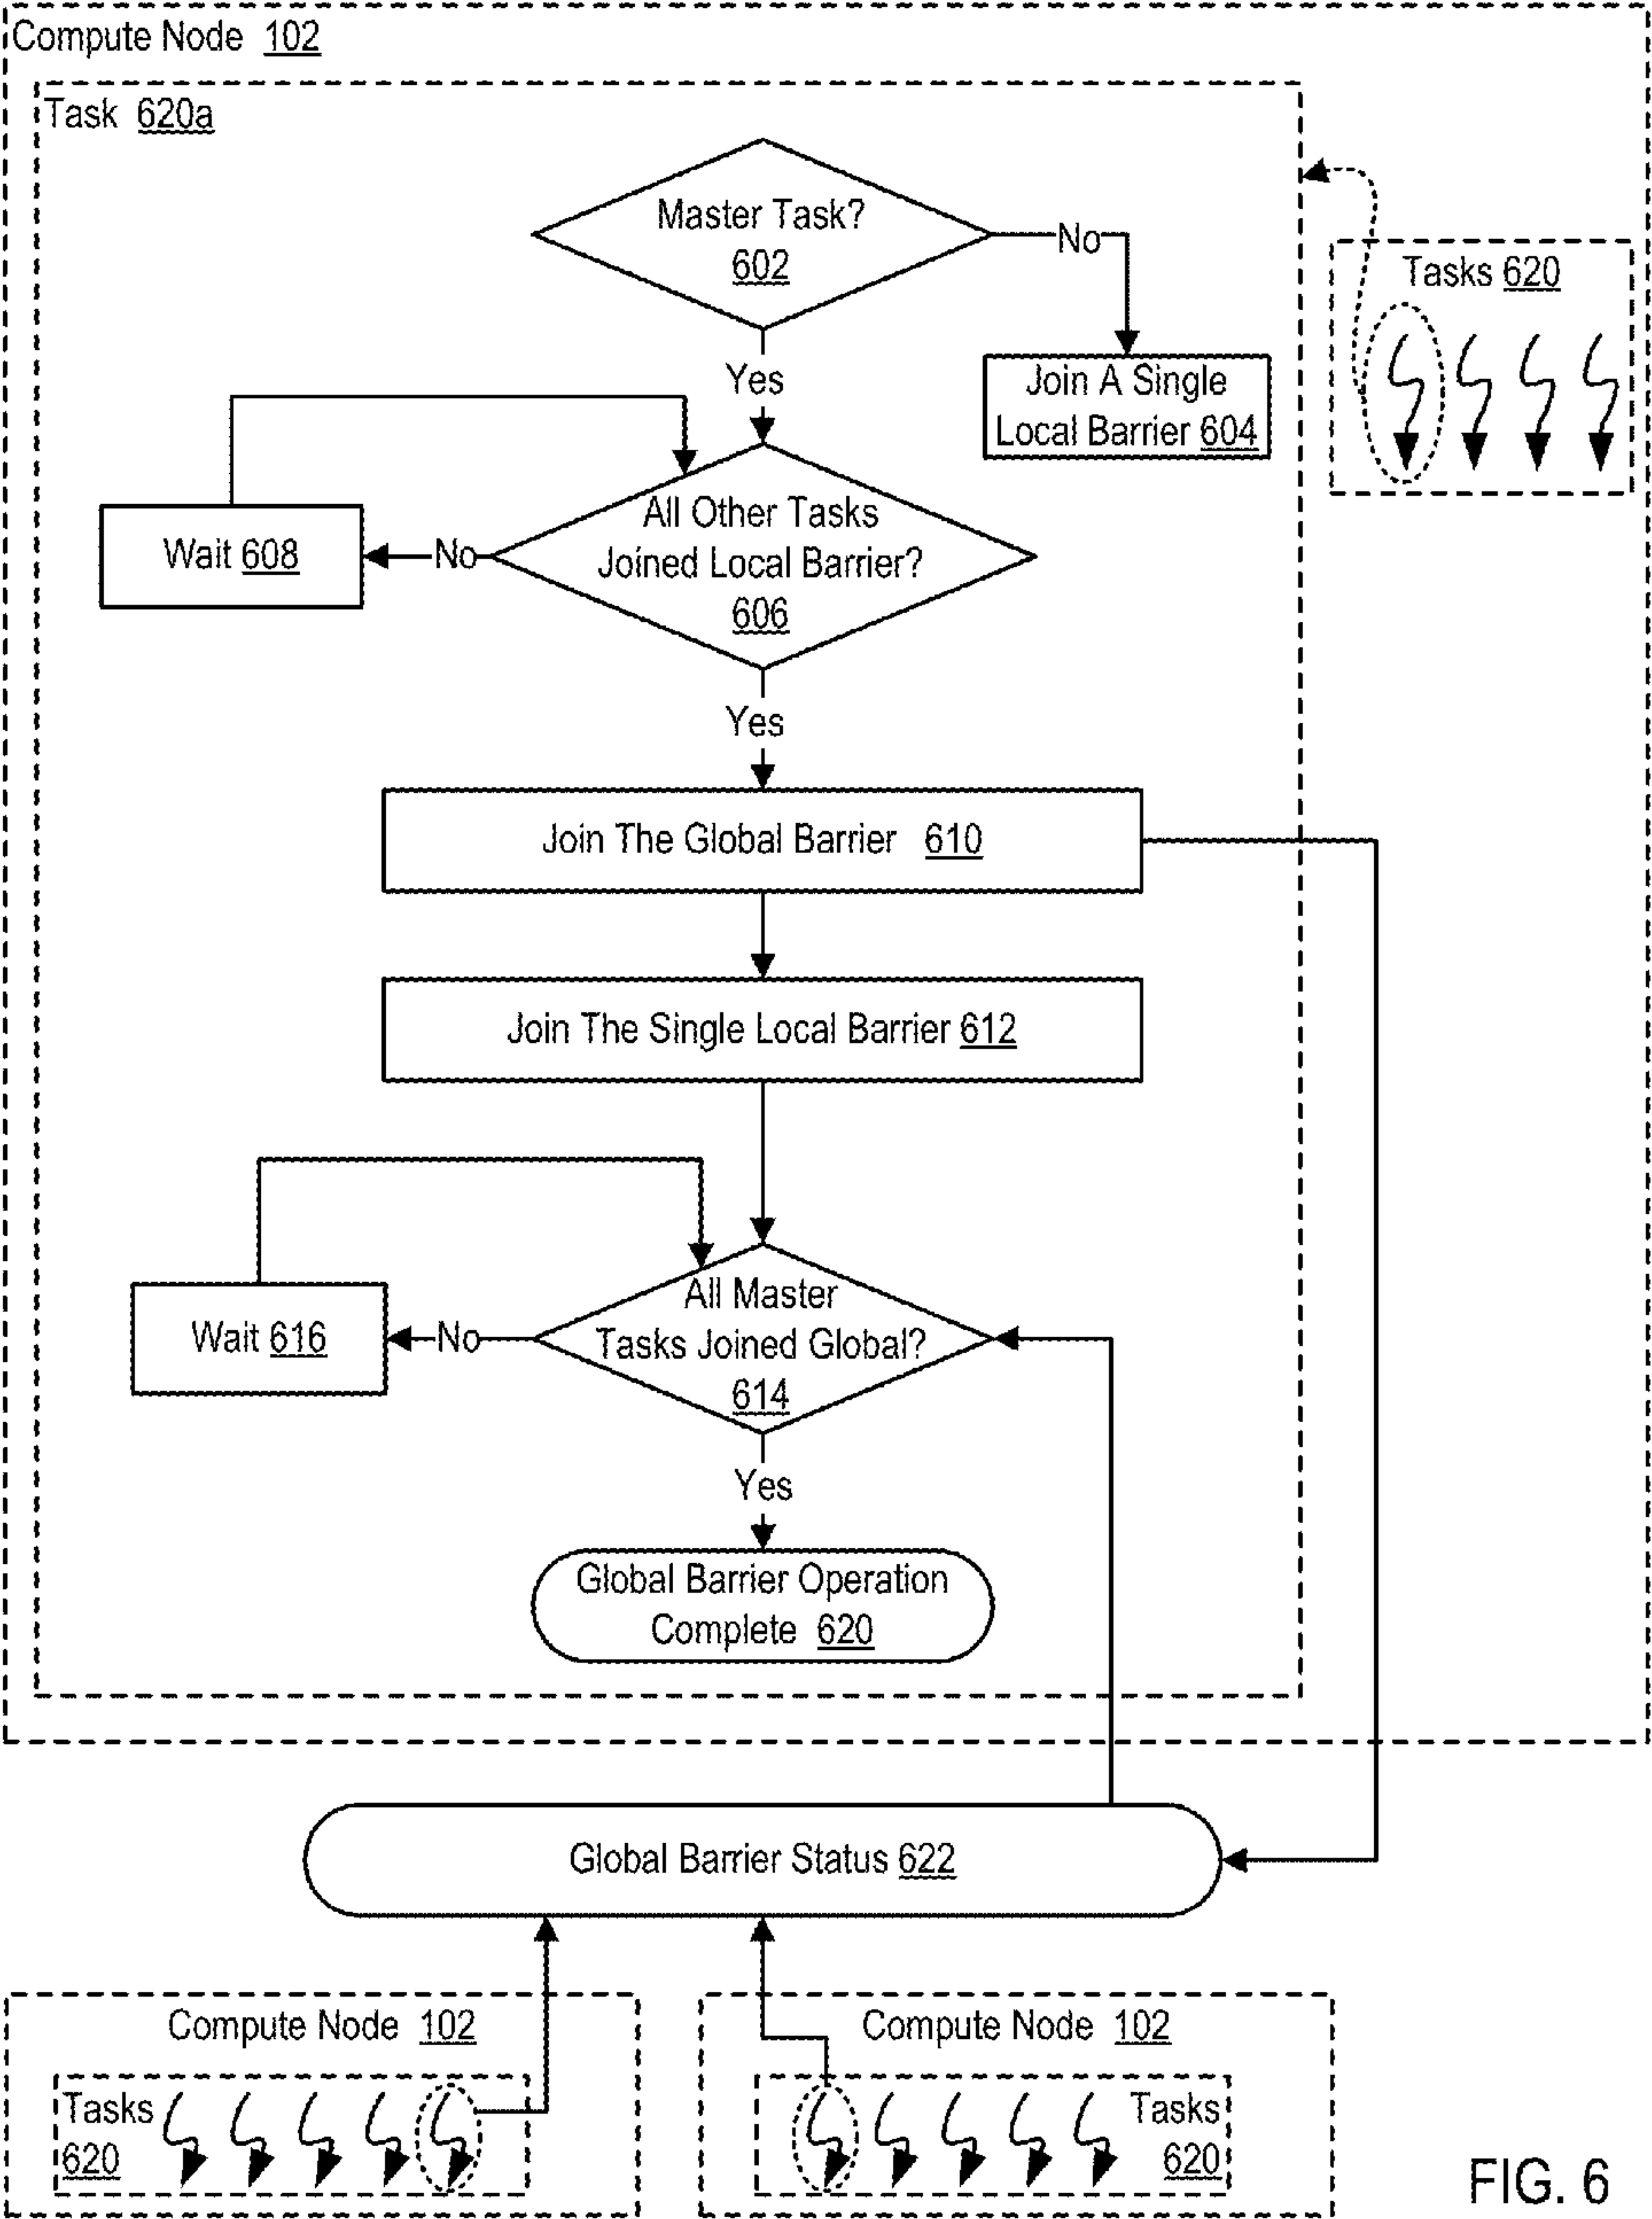 Compute Node 102
Task 620a
Master Task?
602
No
Tasks 620
Yes
Join A Single
Local Barrier 604
All Other Tasks
Joined Local Barrier?
606
No
Wait 608
Yes
Join The Global Barrier 610
Join The Single Local Barrier 612
All Master
Tasks Joined Global?
614
No
Wait 616
Yes
Global Barrier Operation
Complete 620
Global Barrier Status 622
Compute Node 102
Tasks
620
Compute Node 102
Tasks
620
FIG. 6